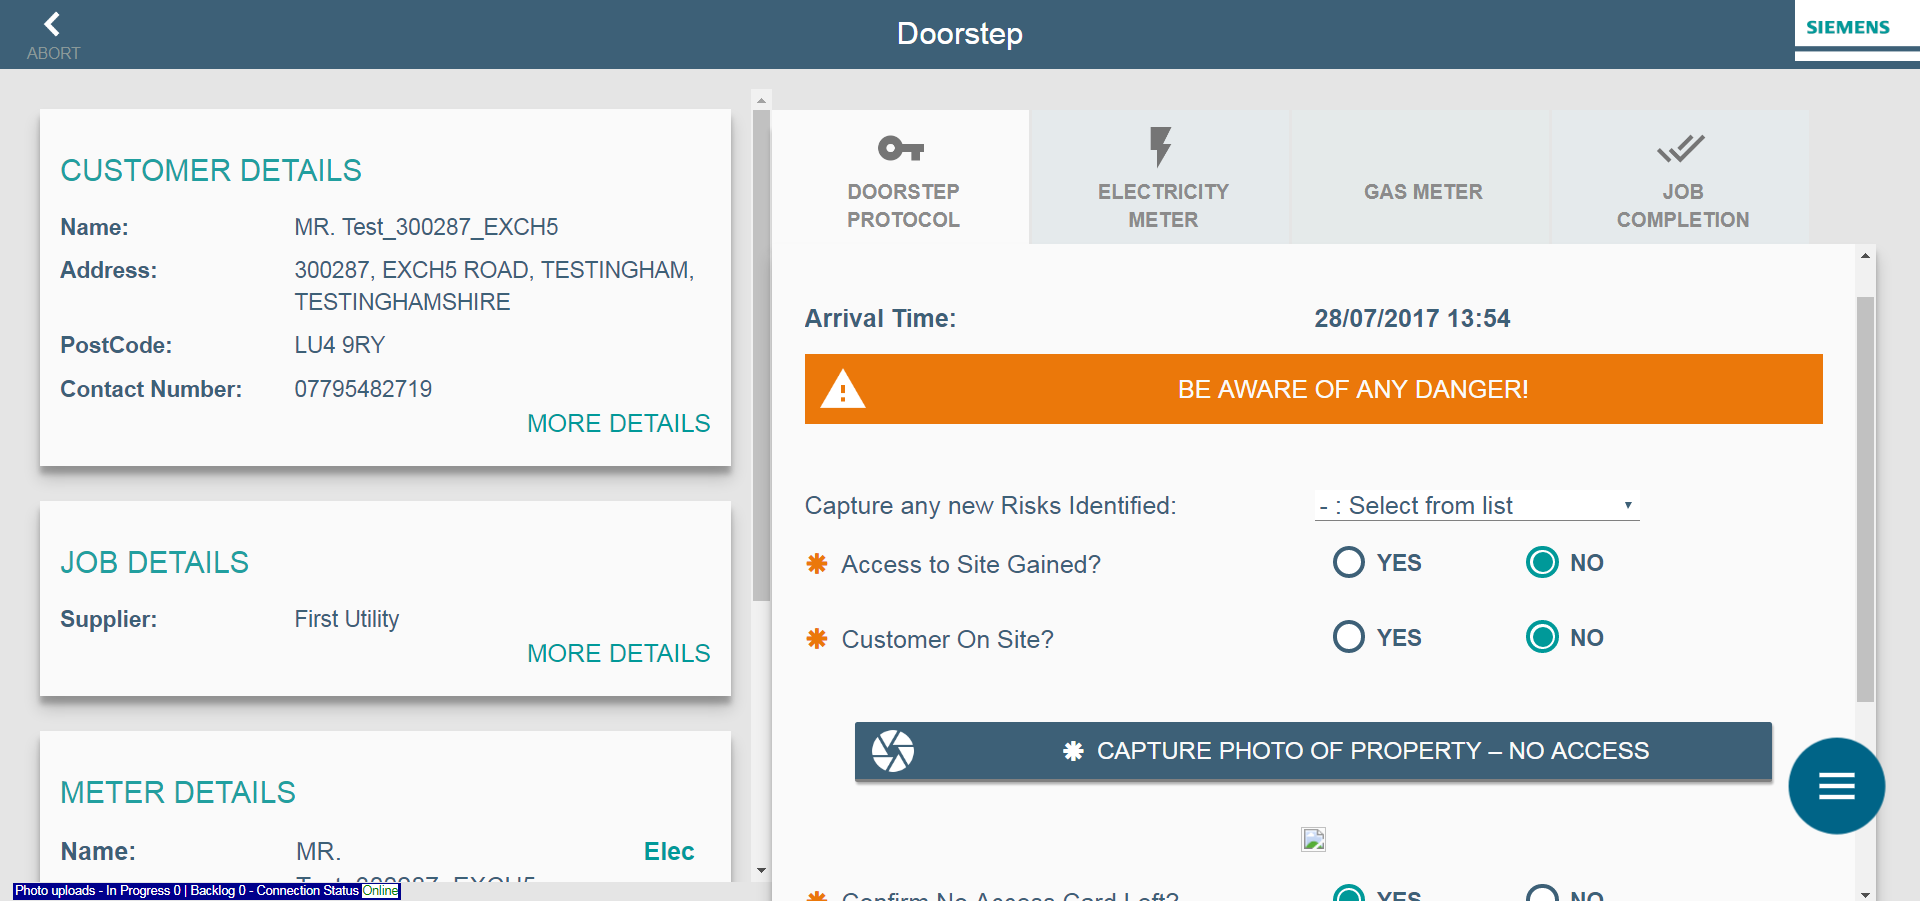 ABORT
Doorstep
SIEMENS
CUSTOMER DETAILS
Name: MR. Test_300287_EXCH5
Address: 300287, EXCH5 ROAD, TESTINGHAM,
TESTINGHAMSHIRE
PostCode: LU4 9RY
Contact Number: 07795482719
MORE DETAILS
JOB DETAILS
Supplier: First Utility
MORE DETAILS
METER DETAILS
Name: MR. Elec
Test_300287_EXCH5
Photo uploads - In Progress 0 | Backlog 0 - Connection Status Online
DOORSTEP
PROTOCOL
ELECTRICITY
METER
GAS METER
JOB
COMPLETION
Arrival Time: 28/07/2017 13:54
BE AWARE OF ANY DANGER!
Capture any new Risks Identified: - : Select from list
✱ Access to Site Gained? YES NO
✱ Customer On Site? YES NO
✱ CAPTURE PHOTO OF PROPERTY – NO ACCESS
✱ Confirm No Access Card Left? YES NO